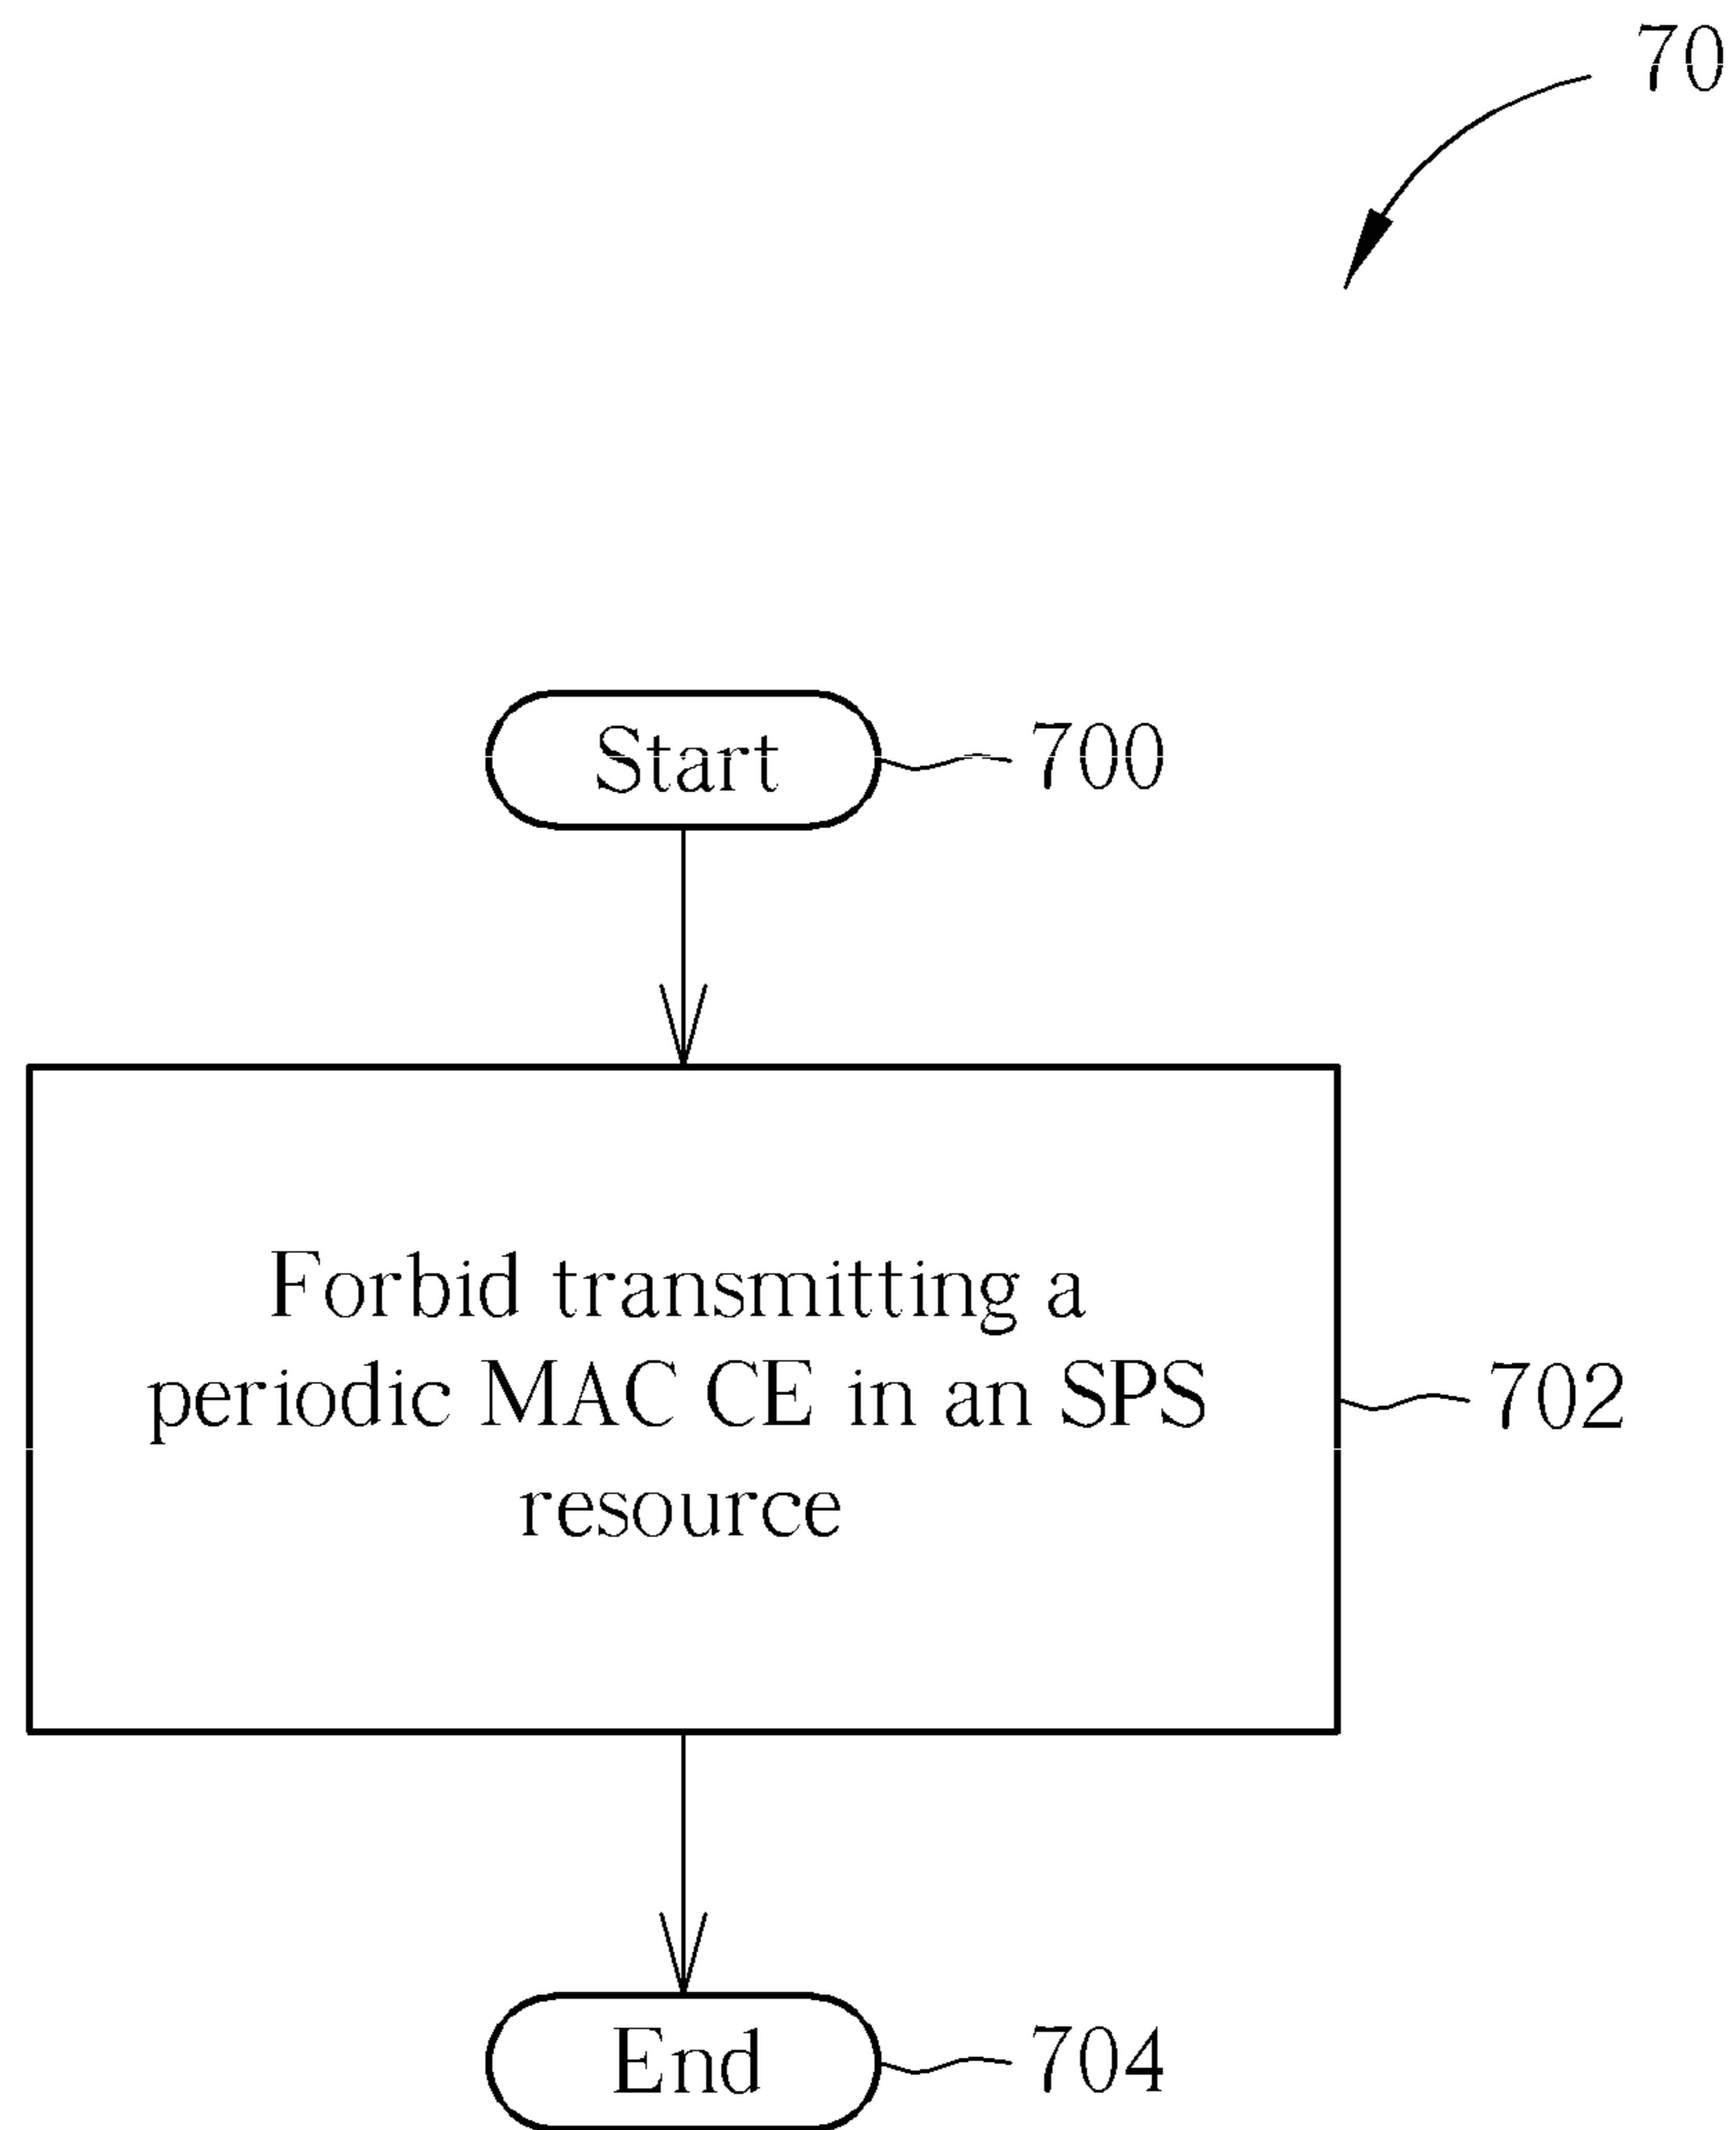 70
Start
700
Forbid transmitting a
periodic MAC CE in an SPS
resource
702
End
704